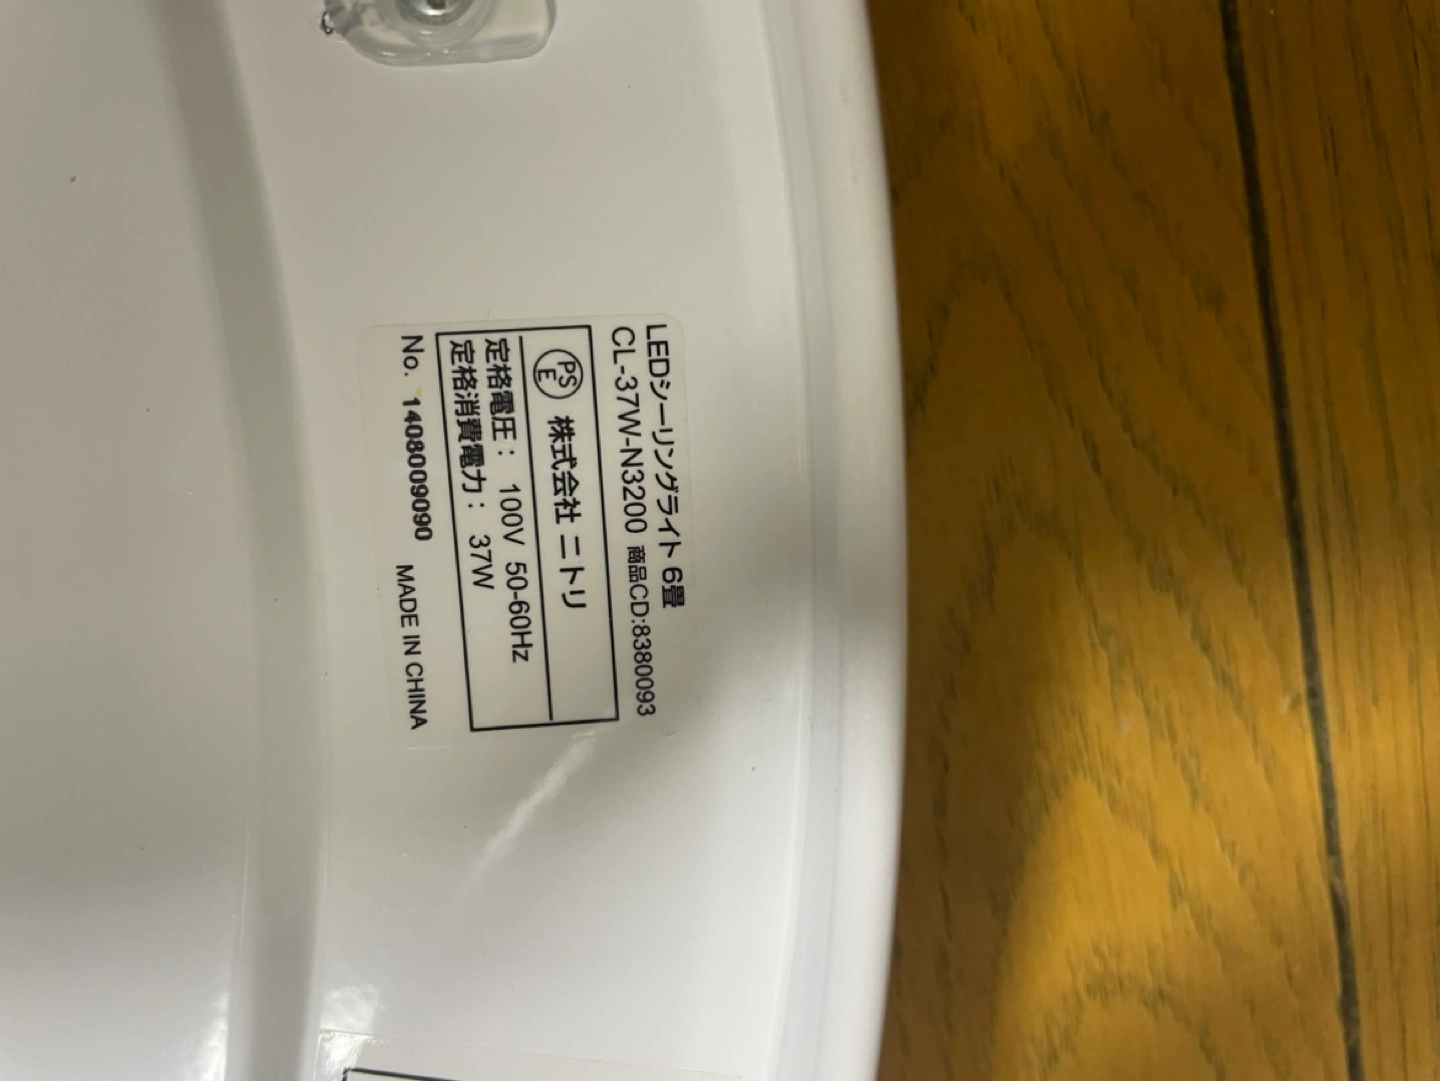 LEDシーリングライト 6畳
CL-37W-N3200 商品CD:8380093
PSE 株式会社 ニトリ
定格電圧： 100V 50-60Hz
定格消費電力： 37W
No. 1408009090 MADE IN CHINA